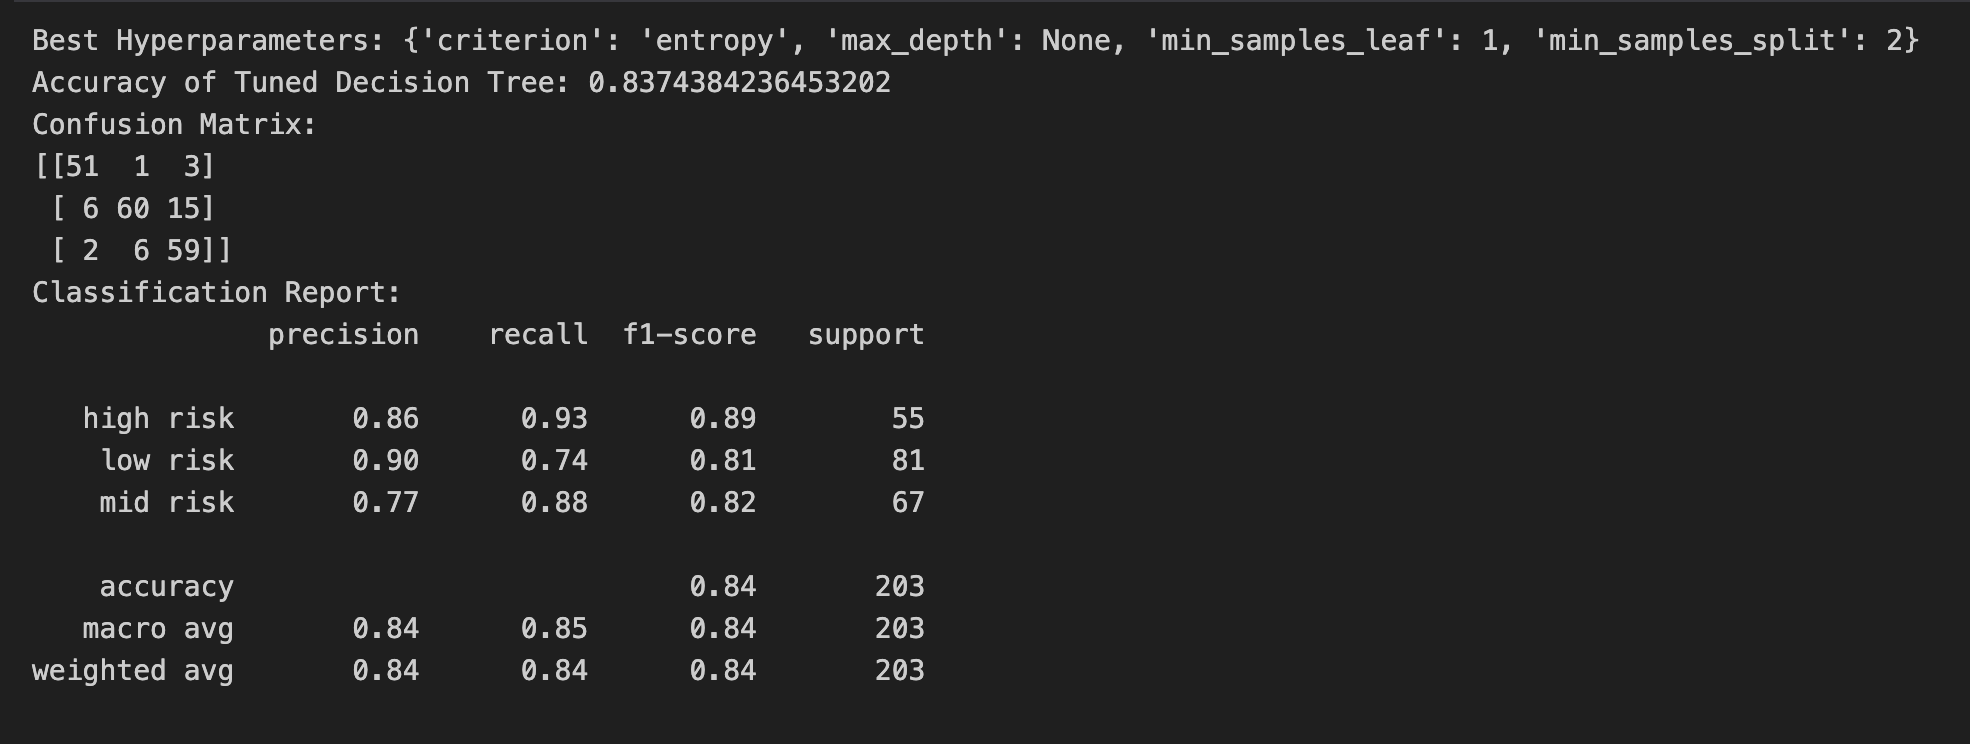 Best Hyperparameters: {'criterion': 'entropy', 'max_depth': None, 'min_samples_leaf': 1, 'min_samples_split': 2}
Accuracy of Tuned Decision Tree: 0.8374384236453202
Confusion Matrix:
[[51  1  3]
 [ 6 60 15]
 [ 2  6 59]]
Classification Report:
              precision    recall  f1-score   support
   high risk       0.86      0.93      0.89        55
    low risk       0.90      0.74      0.81        81
    mid risk       0.77      0.88      0.82        67
    accuracy                           0.84       203
   macro avg       0.84      0.85      0.84       203
weighted avg       0.84      0.84      0.84       203